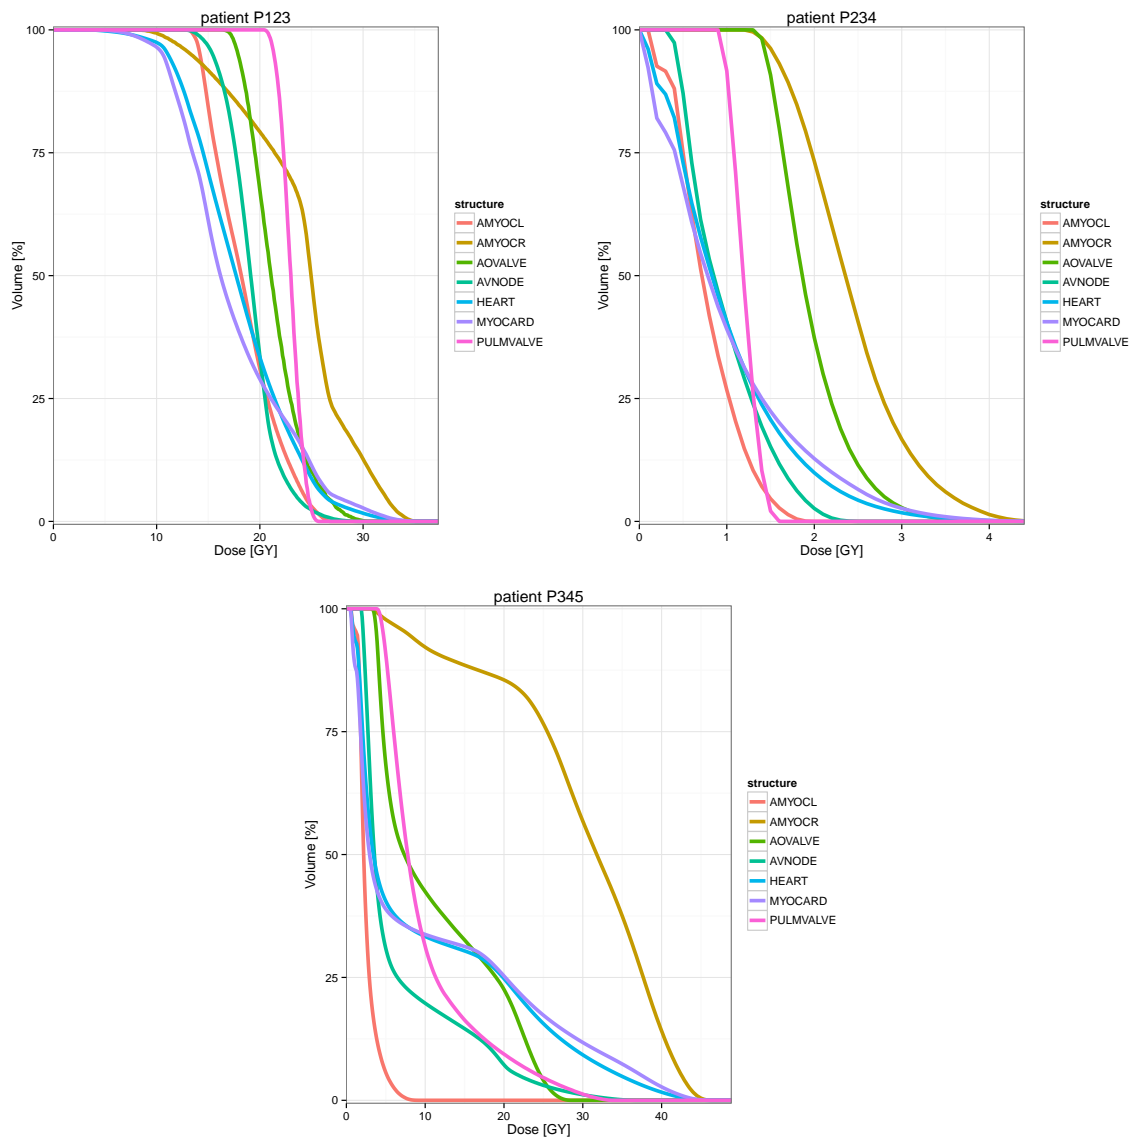 patient P123
Volume [%]
100
75
50
25
0
0 10 20 30
Dose [GY]
structure
AMYOCL
AMYOCR
AOVALVE
AVNODE
HEART
MYOCARD
PULMVALVE
patient P234
Volume [%]
100
75
50
25
0
0 1 2 3 4
Dose [GY]
structure
AMYOCL
AMYOCR
AOVALVE
AVNODE
HEART
MYOCARD
PULMVALVE
patient P345
Volume [%]
100
75
50
25
0
0 10 20 30 40
Dose [GY]
structure
AMYOCL
AMYOCR
AOVALVE
AVNODE
HEART
MYOCARD
PULMVALVE